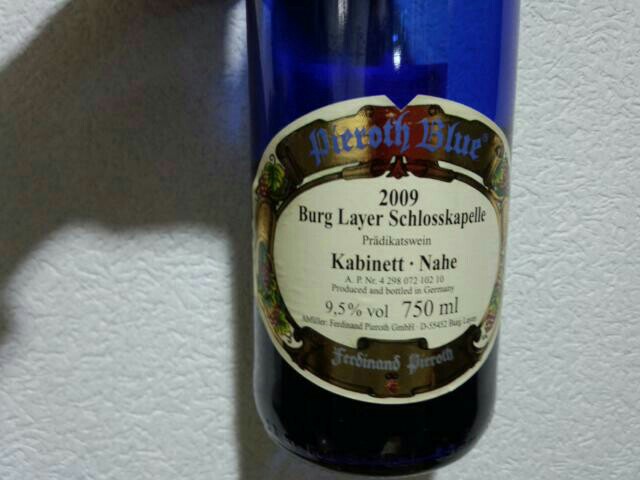 Pieroth Blue®
2009
Burg Layer Schlosskapelle
Prädikatswein
Kabinett · Nahe
A. P. Nr. 4 298 072 102 10
Produced and bottled in Germany
9,5% vol 750 ml
Abfüller: Ferdinand Pieroth GmbH · D-55452 Burg Layen
Ferdinand Pieroth